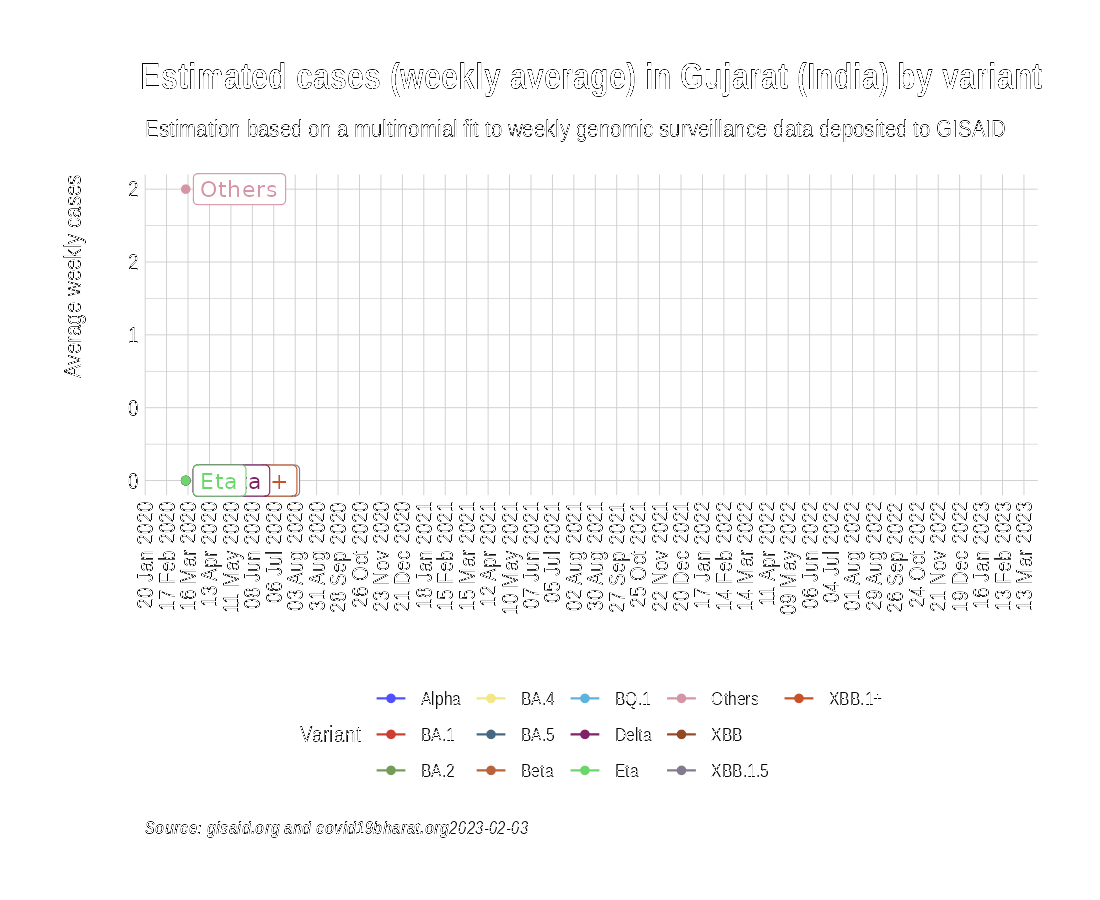 Estimated cases (weekly average) in Gujarat (India) by variant
Estimation based on a multinomial fit to weekly genomic surveillance data deposited to GISAID
Average weekly cases
2
2
1
0
0
Others
Eta
a
+
20 Jan 2020
17 Feb 2020
16 Mar 2020
13 Apr 2020
11 May 2020
08 Jun 2020
06 Jul 2020
03 Aug 2020
31 Aug 2020
28 Sep 2020
26 Oct 2020
23 Nov 2020
21 Dec 2020
18 Jan 2021
15 Feb 2021
15 Mar 2021
12 Apr 2021
10 May 2021
07 Jun 2021
05 Jul 2021
02 Aug 2021
30 Aug 2021
27 Sep 2021
25 Oct 2021
22 Nov 2021
20 Dec 2021
17 Jan 2022
14 Feb 2022
14 Mar 2022
11 Apr 2022
09 May 2022
06 Jun 2022
04 Jul 2022
01 Aug 2022
29 Aug 2022
26 Sep 2022
24 Oct 2022
21 Nov 2022
19 Dec 2022
16 Jan 2023
13 Feb 2023
13 Mar 2023
Variant
Alpha
BA.1
BA.2
BA.4
BA.5
Beta
BQ.1
Delta
Eta
Others
XBB
XBB.1.5
XBB.1+
Source: gisaid.org and covid19bharat.org2023-02-03